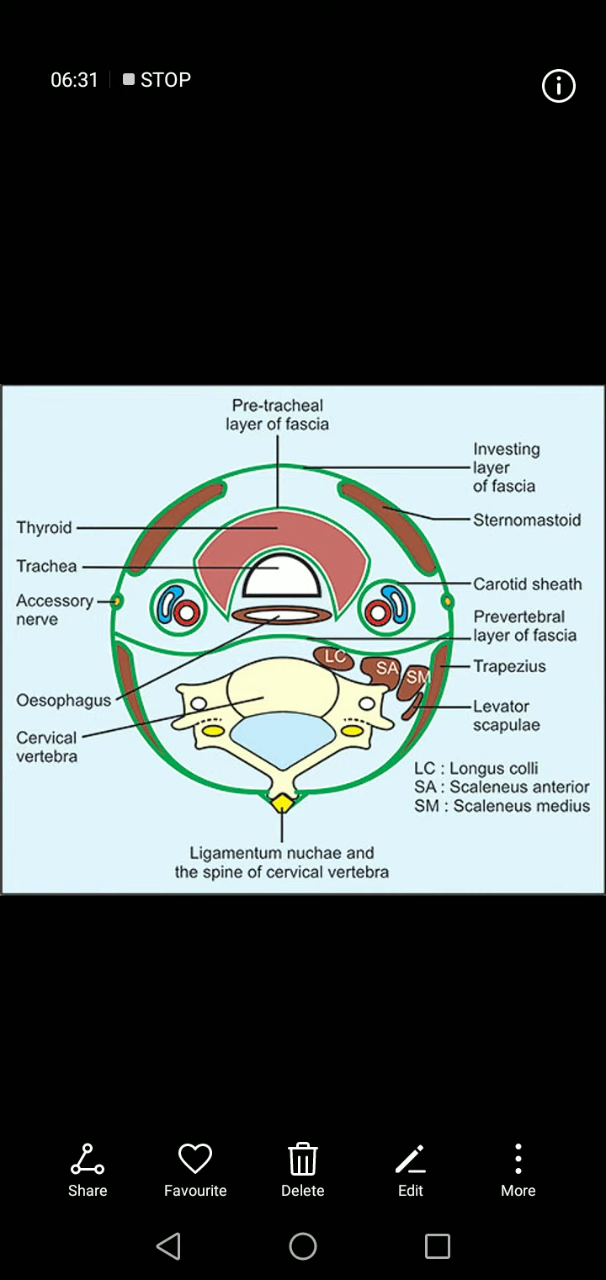 06:31 STOP
Pre-tracheal
layer of fascia
Investing
layer
of fascia
Thyroid
Sternomastoid
Trachea
Carotid sheath
Accessory
nerve
Prevertebral
layer of fascia
LC
SA
SM
Trapezius
Oesophagus
Levator
scapulae
Cervical
vertebra
LC : Longus colli
SA : Scaleneus anterior
SM : Scaleneus medius
Ligamentum nuchae and
the spine of cervical vertebra
Share
Favourite
Delete
Edit
More